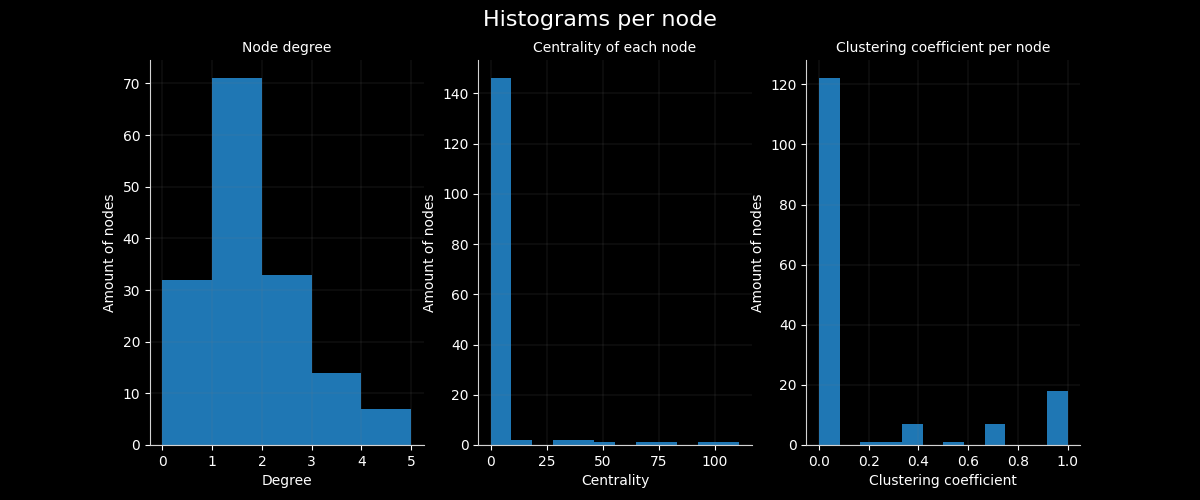 Histograms per node
Node degree
Amount of nodes
70
60
50
40
30
20
10
0
0 1 2 3 4 5
Degree
Centrality of each node
Amount of nodes
140
120
100
80
60
40
20
0
0 25 50 75 100
Centrality
Clustering coefficient per node
Amount of nodes
120
100
80
60
40
20
0
0.0 0.2 0.4 0.6 0.8 1.0
Clustering coefficient